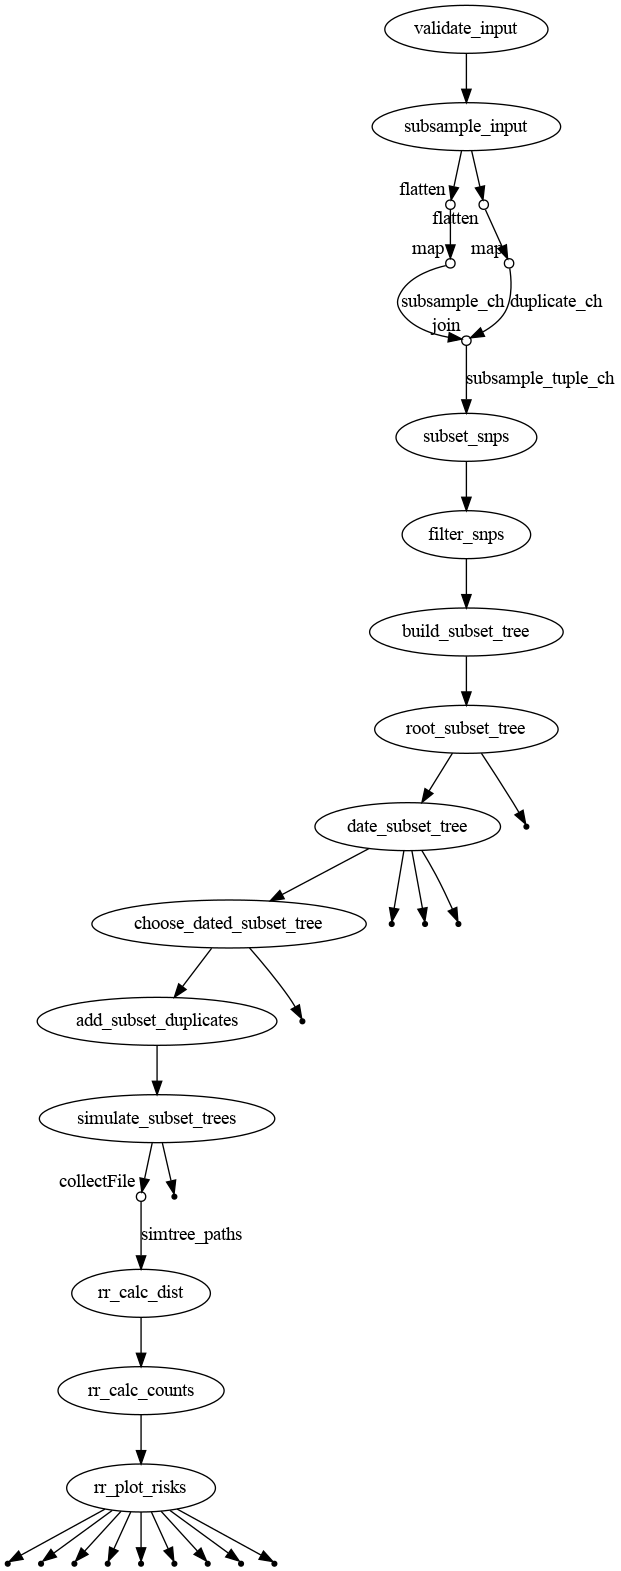 validate_input
subsample_input
flatten
flatten
map
map
subsample_ch
duplicate_ch
join
subsample_tuple_ch
subset_snps
filter_snps
build_subset_tree
root_subset_tree
date_subset_tree
choose_dated_subset_tree
add_subset_duplicates
simulate_subset_trees
collectFile
simtree_paths
rr_calc_dist
rr_calc_counts
rr_plot_risks